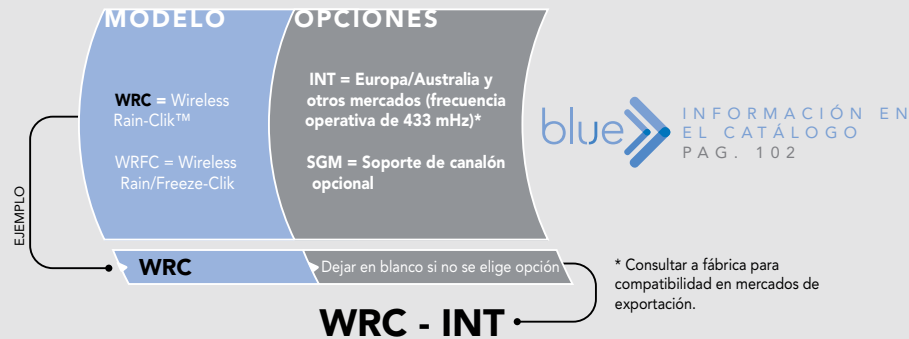 MODELO
OPCIONES
WRC = Wireless
Rain-Clik™
WRFC = Wireless
Rain/Freeze-Clik
INT = Europa/Australia y
otros mercados (frecuencia
operativa de 433 mHz)*
SGM = Soporte de canalón
opcional
blue
INFORMACIÓN EN
EL CATÁLOGO
PAG. 102
EJEMPLO
WRC
Dejar en blanco si no se elige opción
WRC - INT
* Consultar a fábrica para
compatibilidad en mercados de
exportación.